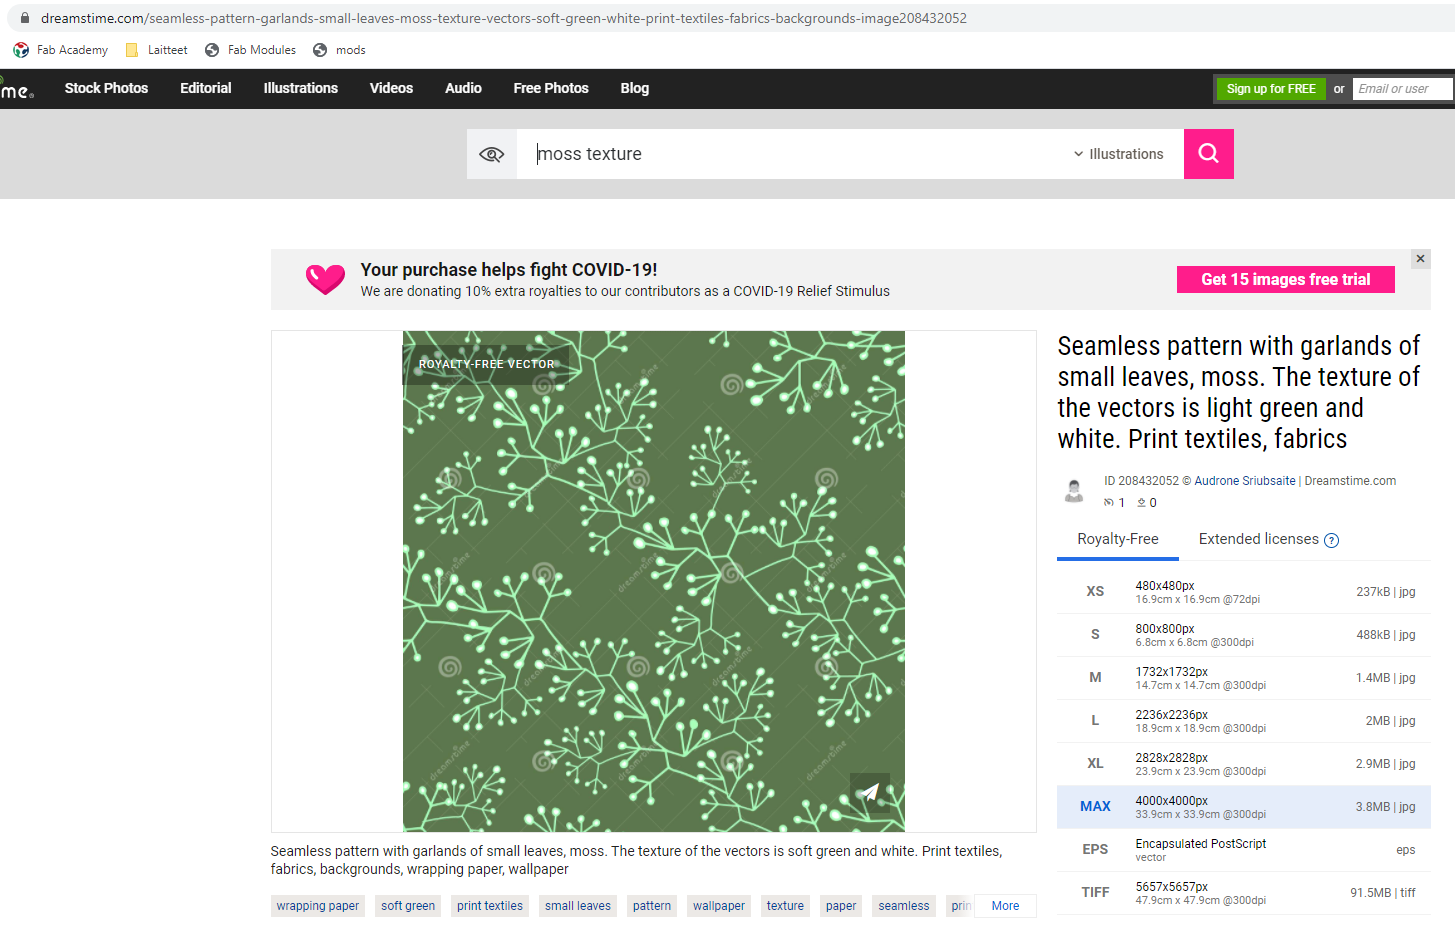 dreamstime.com/seamless-pattern-garlands-small-leaves-moss-texture-vectors-soft-green-white-print-textiles-fabrics-backgrounds-image208432052
Fab Academy Laitteet Fab Modules mods
me® Stock Photos Editorial Illustrations Videos Audio Free Photos Blog Sign up for FREE or Email or user
moss texture Illustrations
Your purchase helps fight COVID-19!
We are donating 10% extra royalties to our contributors as a COVID-19 Relief Stimulus
Get 15 images free trial
ROYALTY-FREE VECTOR
dreamstime
Seamless pattern with garlands of
small leaves, moss. The texture of
the vectors is light green and
white. Print textiles, fabrics
ID 208432052 © Audrone Sriubsaite | Dreamstime.com
1 0
Royalty-Free Extended licenses ?
XS 480x480px 237kB | jpg
16.9cm x 16.9cm @72dpi
S 800x800px 488kB | jpg
6.8cm x 6.8cm @300dpi
M 1732x1732px 1.4MB | jpg
14.7cm x 14.7cm @300dpi
L 2236x2236px 2MB | jpg
18.9cm x 18.9cm @300dpi
XL 2828x2828px 2.9MB | jpg
23.9cm x 23.9cm @300dpi
MAX 4000x4000px 3.8MB | jpg
33.9cm x 33.9cm @300dpi
EPS Encapsulated PostScript eps
vector
TIFF 5657x5657px 91.5MB | tiff
47.9cm x 47.9cm @300dpi
Seamless pattern with garlands of small leaves, moss. The texture of the vectors is soft green and white. Print textiles,
fabrics, backgrounds, wrapping paper, wallpaper
wrapping paper soft green print textiles small leaves pattern wallpaper texture paper seamless prin More